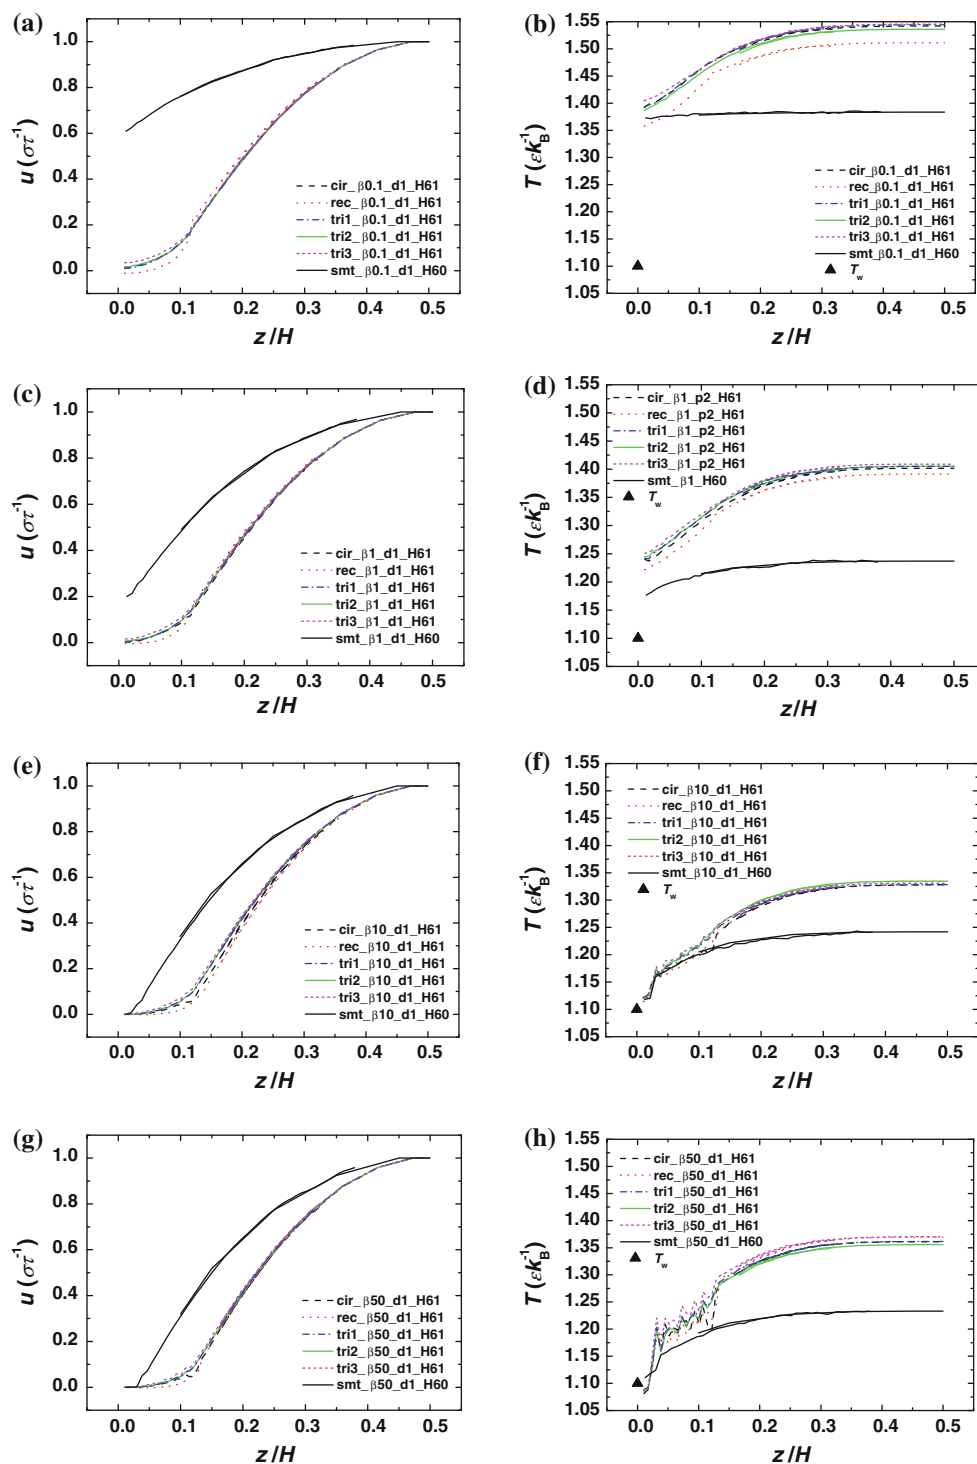 (a)
1.0
0.8
0.6
0.4
0.2
0.0
u (στ⁻¹)
cir_β0.1_d1_H61
rec_β0.1_d1_H61
tri1_β0.1_d1_H61
tri2_β0.1_d1_H61
tri3_β0.1_d1_H61
smt_β0.1_d1_H60
0.0 0.1 0.2 0.3 0.4 0.5
z/H
(b)
1.55
1.50
1.45
1.40
1.35
1.30
1.25
1.20
1.15
1.10
1.05
T (εk_B⁻¹)
cir_β0.1_d1_H61
rec_β0.1_d1_H61
tri1_β0.1_d1_H61
tri2_β0.1_d1_H61
tri3_β0.1_d1_H61
smt_β0.1_d1_H60
T_w
0.0 0.1 0.2 0.3 0.4 0.5
z/H
(c)
1.0
0.8
0.6
0.4
0.2
0.0
u (στ⁻¹)
cir_β1_d1_H61
rec_β1_d1_H61
tri1_β1_d1_H61
tri2_β1_d1_H61
tri3_β1_d1_H61
smt_β1_d1_H60
0.0 0.1 0.2 0.3 0.4 0.5
z/H
(d)
1.55
1.50
1.45
1.40
1.35
1.30
1.25
1.20
1.15
1.10
1.05
T (εk_B⁻¹)
cir_β1_p2_H61
rec_β1_p2_H61
tri1_β1_p2_H61
tri2_β1_p2_H61
tri3_β1_p2_H61
smt_β1_H60
T_w
0.0 0.1 0.2 0.3 0.4 0.5
z/H
(e)
1.0
0.8
0.6
0.4
0.2
0.0
u (στ⁻¹)
cir_β10_d1_H61
rec_β10_d1_H61
tri1_β10_d1_H61
tri2_β10_d1_H61
tri3_β10_d1_H61
smt_β10_d1_H60
0.0 0.1 0.2 0.3 0.4 0.5
z/H
(f)
1.55
1.50
1.45
1.40
1.35
1.30
1.25
1.20
1.15
1.10
1.05
T (εk_B⁻¹)
cir_β10_d1_H61
rec_β10_d1_H61
tri1_β10_d1_H61
tri2_β10_d1_H61
tri3_β10_d1_H61
smt_β10_d1_H60
T_w
0.0 0.1 0.2 0.3 0.4 0.5
z/H
(g)
1.0
0.8
0.6
0.4
0.2
0.0
u (στ⁻¹)
cir_β50_d1_H61
rec_β50_d1_H61
tri1_β50_d1_H61
tri2_β50_d1_H61
tri3_β50_d1_H61
smt_β50_d1_H60
0.0 0.1 0.2 0.3 0.4 0.5
z/H
(h)
1.55
1.50
1.45
1.40
1.35
1.30
1.25
1.20
1.15
1.10
1.05
T (εk_B⁻¹)
cir_β50_d1_H61
rec_β50_d1_H61
tri1_β50_d1_H61
tri2_β50_d1_H61
tri3_β50_d1_H61
smt_β50_d1_H60
T_w
0.0 0.1 0.2 0.3 0.4 0.5
z/H